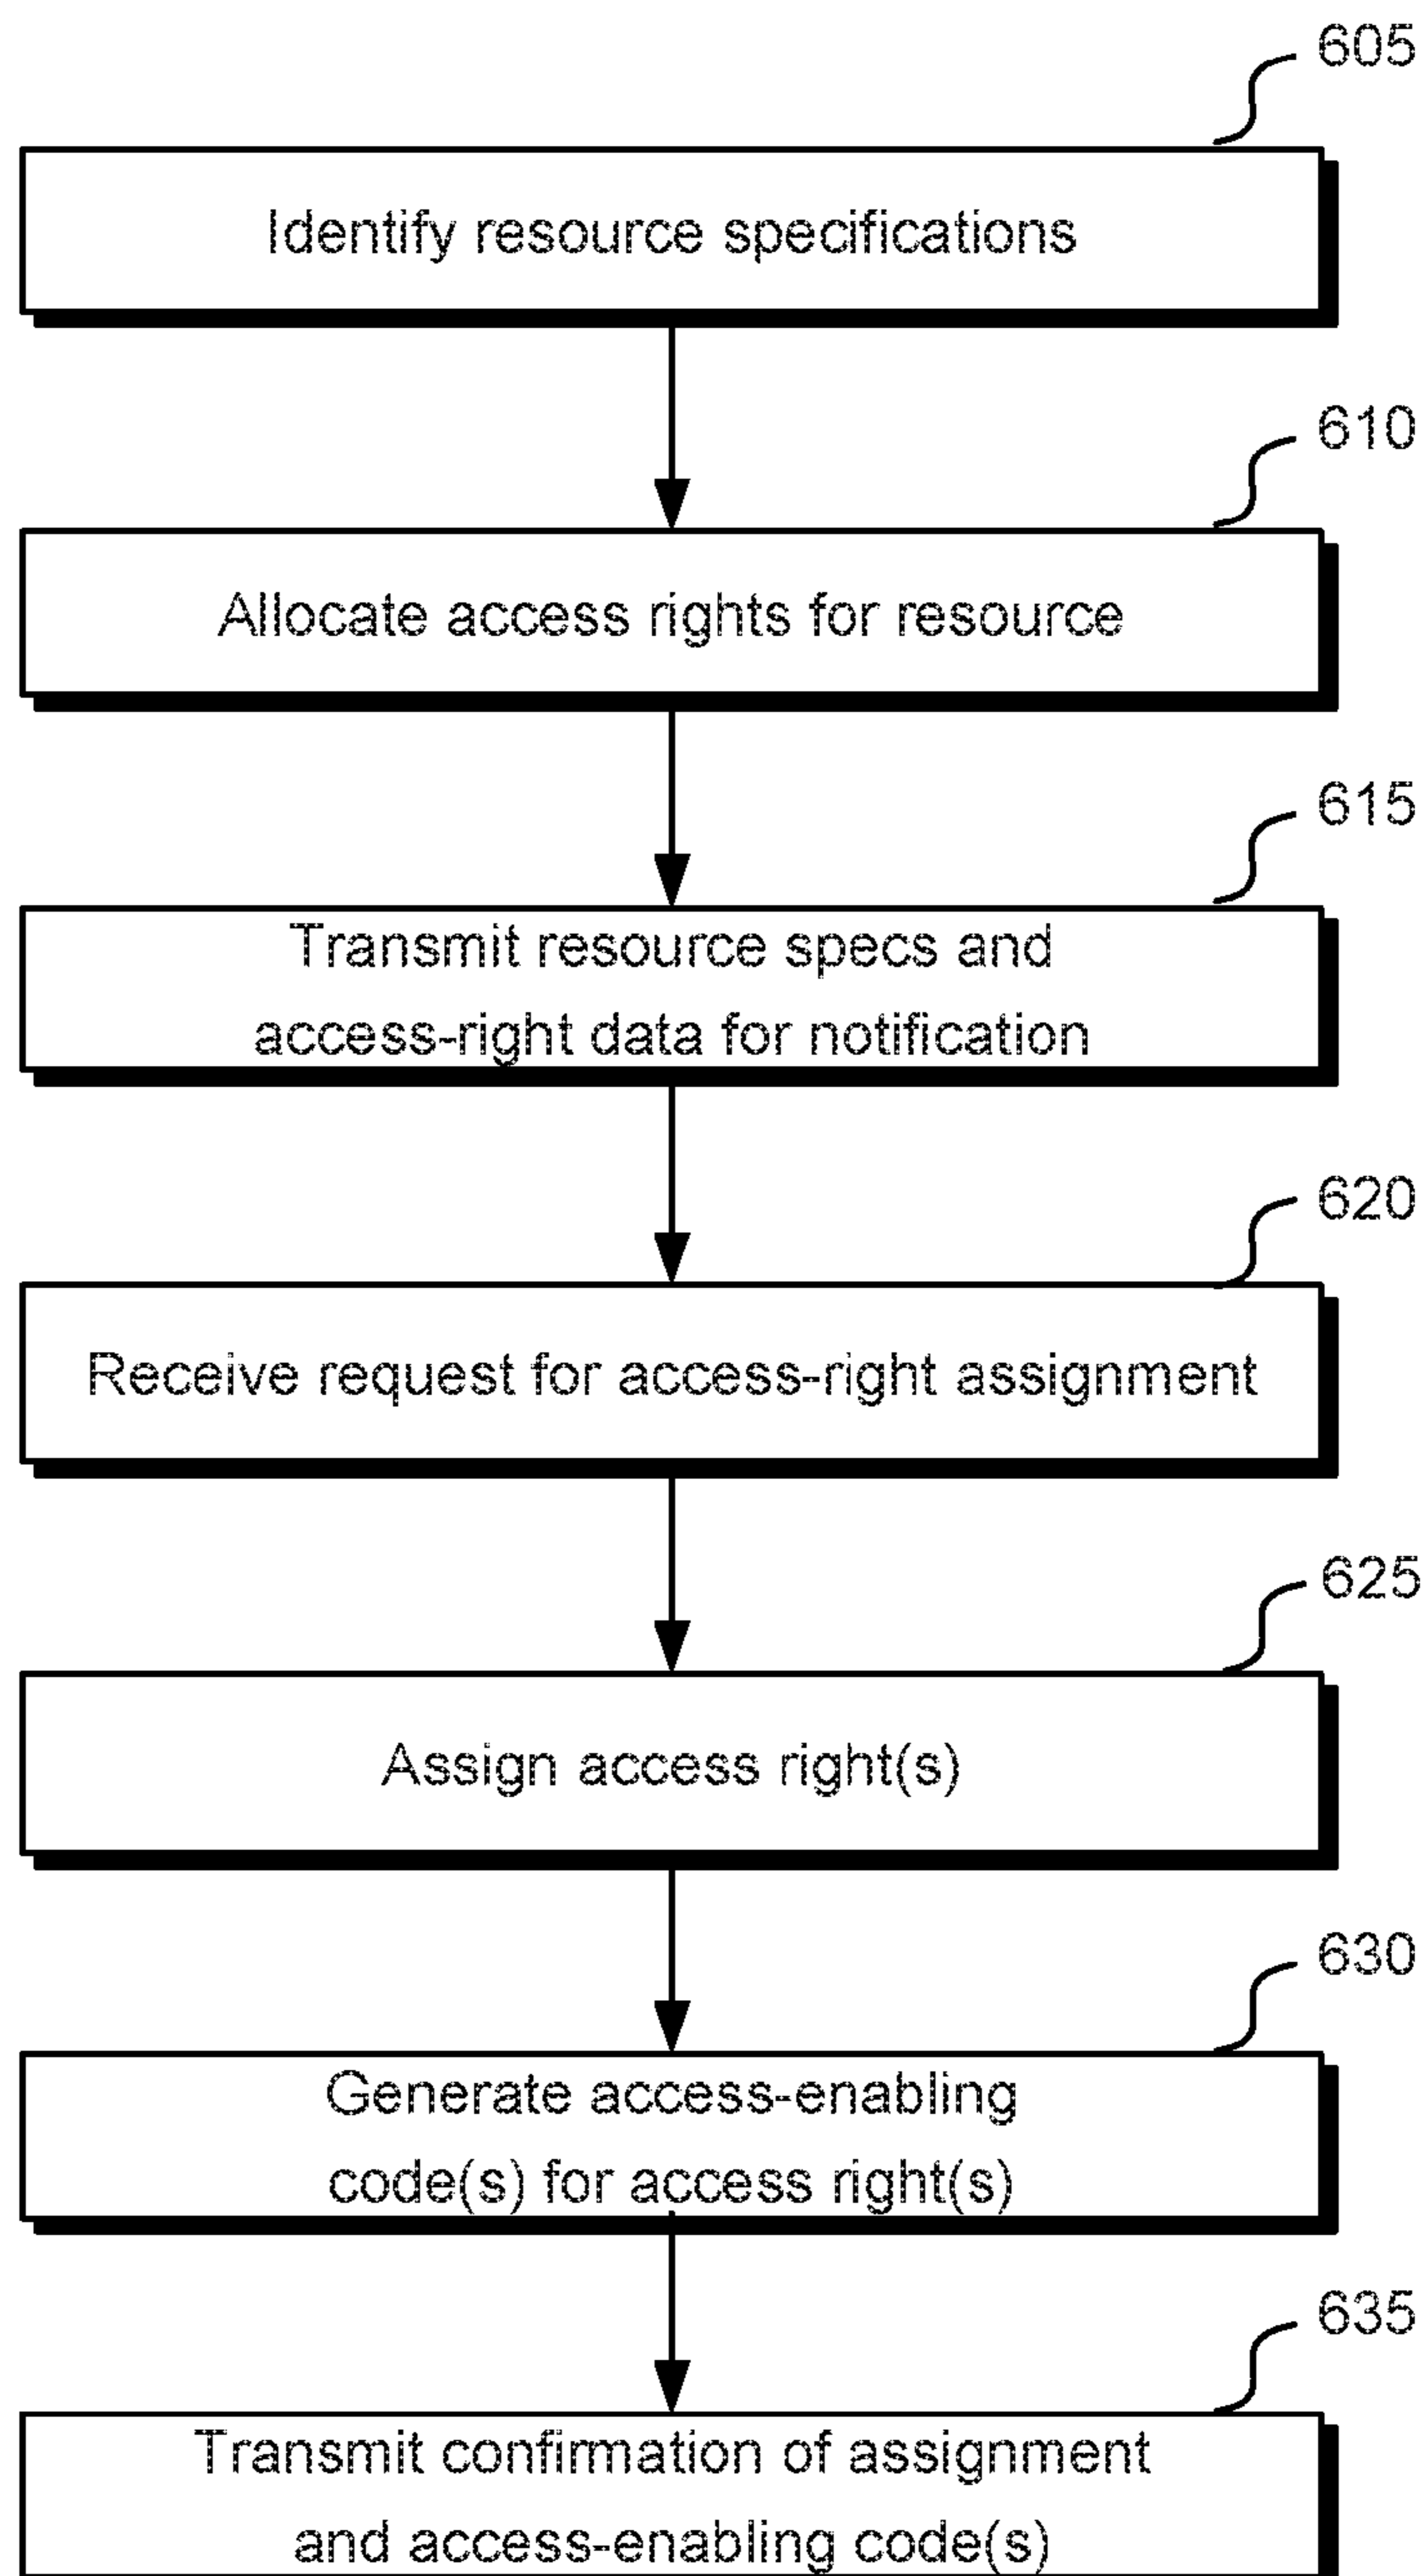 605
Identify resource specifications
610
Allocate access rights for resource
615
Transmit resource specs and
access-right data for notification
620
Receive request for access-right assignment
625
Assign access right(s)
630
Generate access-enabling
code(s) for access right(s)
635
Transmit confirmation of assignment
and access-enabling code(s)